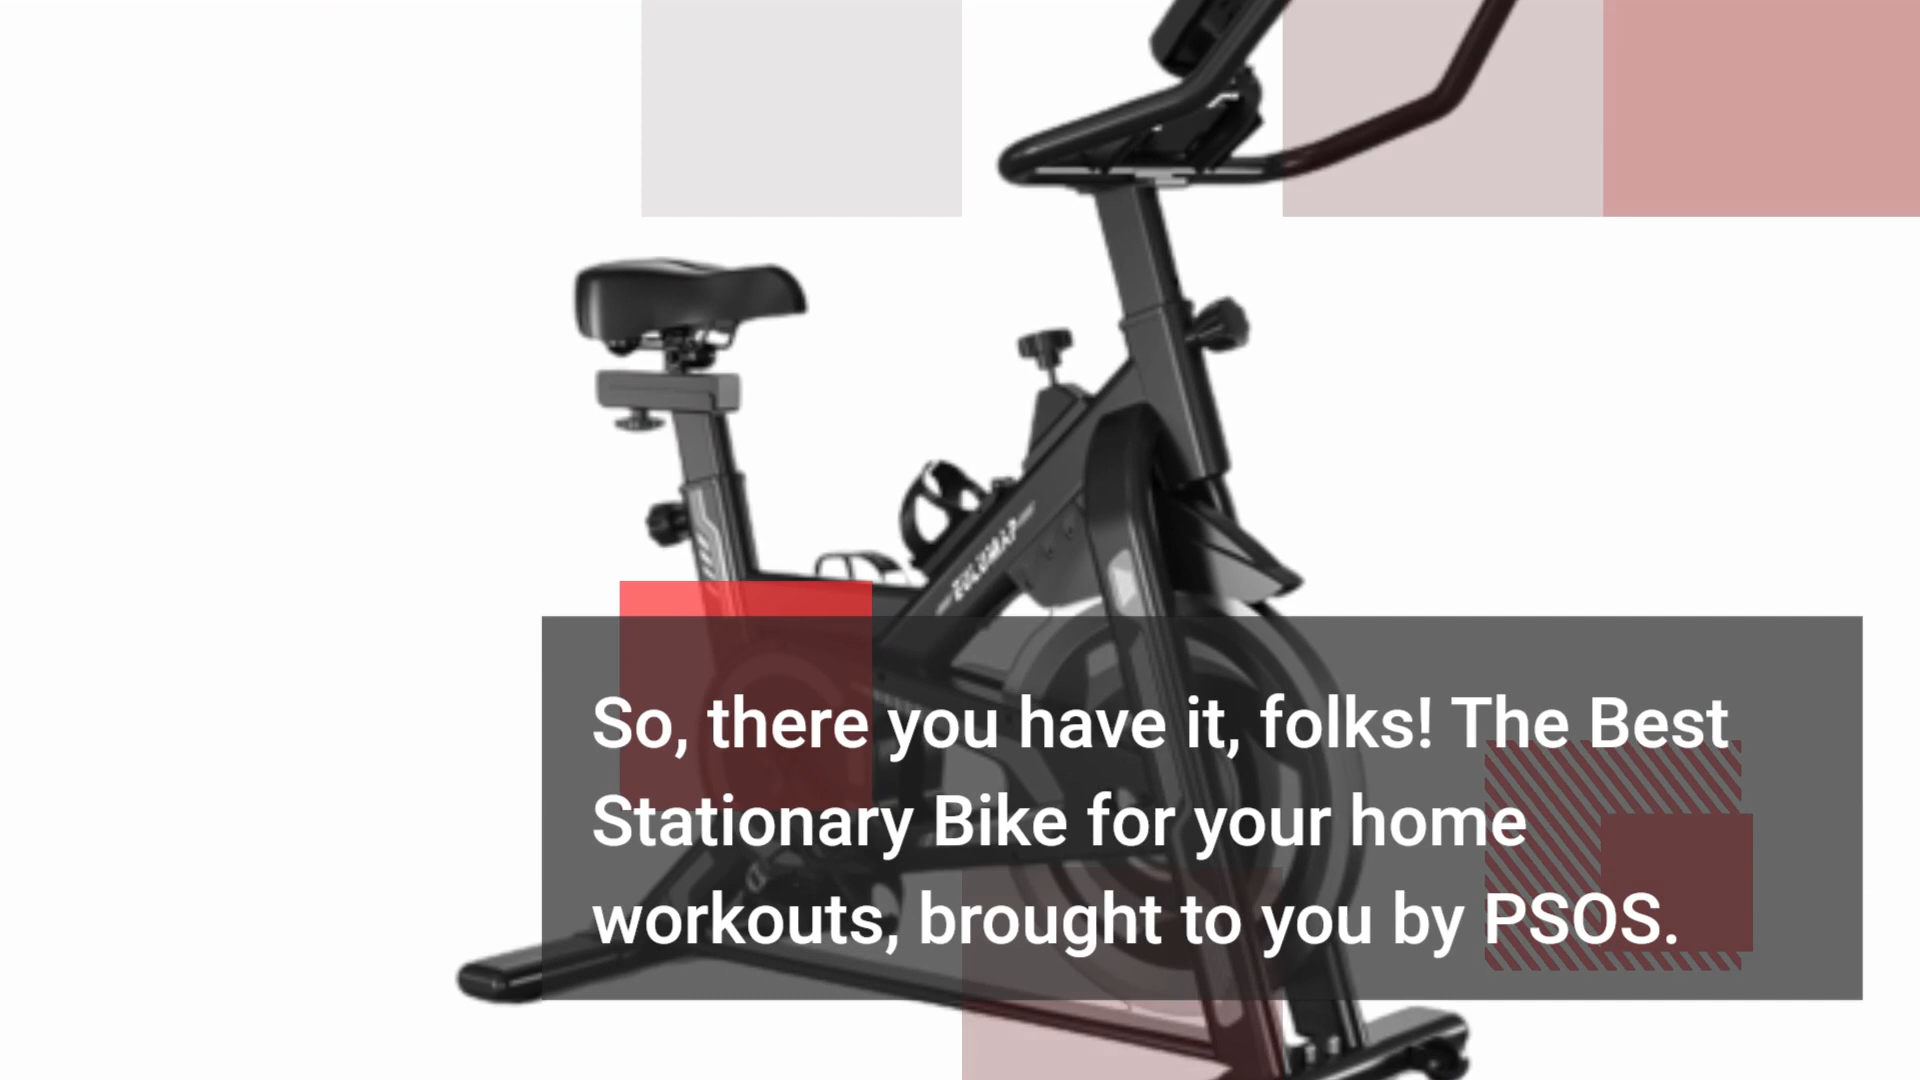 So, there you have it, folks! The Best
Stationary Bike for your home
workouts, brought to you by PSOS.